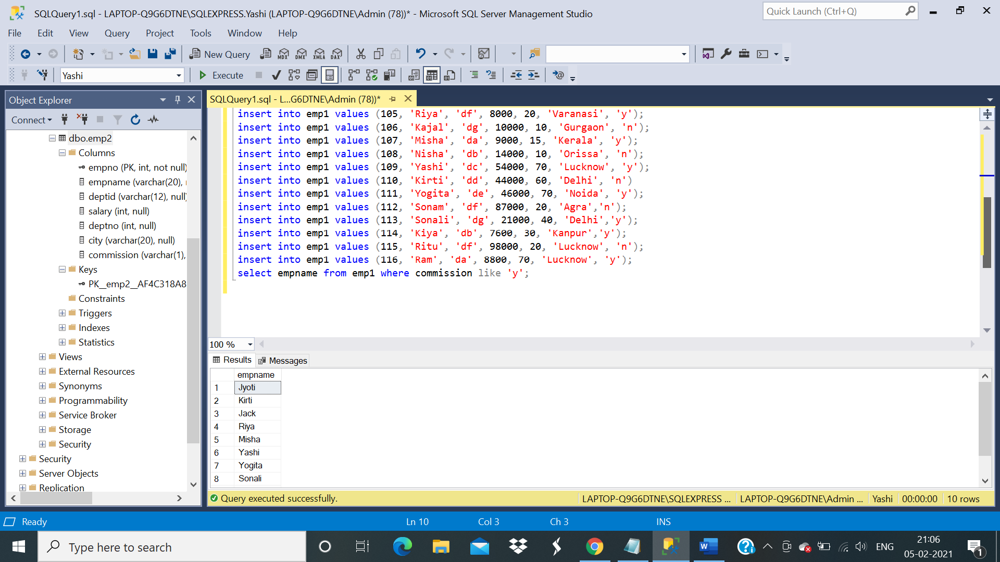 SQLQuery1.sql - LAPTOP-Q9G6DTNE\SQLEXPRESS.Yashi (LAPTOP-Q9G6DTNE\Admin (78))* - Microsoft SQL Server Management Studio
Quick Launch (Ctrl+Q)
File Edit View Query Project Tools Window Help
New Query MDX DMX XMLA DAX
Yashi Execute
Object Explorer
Connect
dbo.emp2
Columns
empno (PK, int, not null)
empname (varchar(20),
deptid (varchar(12), null)
salary (int, null)
deptno (int, null)
city (varchar(20), null)
commission (varchar(1),
Keys
PK__emp2__AF4C318A8
Constraints
Triggers
Indexes
Statistics
Views
External Resources
Synonyms
Programmability
Service Broker
Storage
Security
Security
Server Objects
Replication
SQLQuery1.sql - L...G6DTNE\Admin (78))*
insert into emp1 values (105, 'Riya', 'df', 8000, 20, 'Varanasi', 'y');
insert into emp1 values (106, 'Kajal', 'dg', 10000, 10, 'Gurgaon', 'n');
insert into emp1 values (107, 'Misha', 'da', 9000, 15, 'Kerala', 'y');
insert into emp1 values (108, 'Nisha', 'db', 14000, 10, 'Orissa', 'n');
insert into emp1 values (109, 'Yashi', 'dc', 54000, 70, 'Lucknow', 'y');
insert into emp1 values (110, 'Kirti', 'dd', 44000, 60, 'Delhi', 'n')
insert into emp1 values (111, 'Yogita', 'de', 46000, 70, 'Noida', 'y');
insert into emp1 values (112, 'Sonam', 'df', 87000, 20, 'Agra','n');
insert into emp1 values (113, 'Sonali', 'dg', 21000, 40, 'Delhi','y');
insert into emp1 values (114, 'Kiya', 'db', 7600, 30, 'Kanpur','y');
insert into emp1 values (115, 'Ritu', 'df', 98000, 20, 'Lucknow', 'n');
insert into emp1 values (116, 'Ram', 'da', 8800, 70, 'Lucknow', 'y');
select empname from emp1 where commission like 'y';
100 %
Results Messages
empname
1 Jyoti
2 Kirti
3 Jack
4 Riya
5 Misha
6 Yashi
7 Yogita
8 Sonali
Query executed successfully. LAPTOP-Q9G6DTNE\SQLEXPRESS ... LAPTOP-Q9G6DTNE\Admin ... Yashi 00:00:00 10 rows
Ready Ln 10 Col 3 Ch 3 INS
Type here to search
ENG
21:06
05-02-2021
1